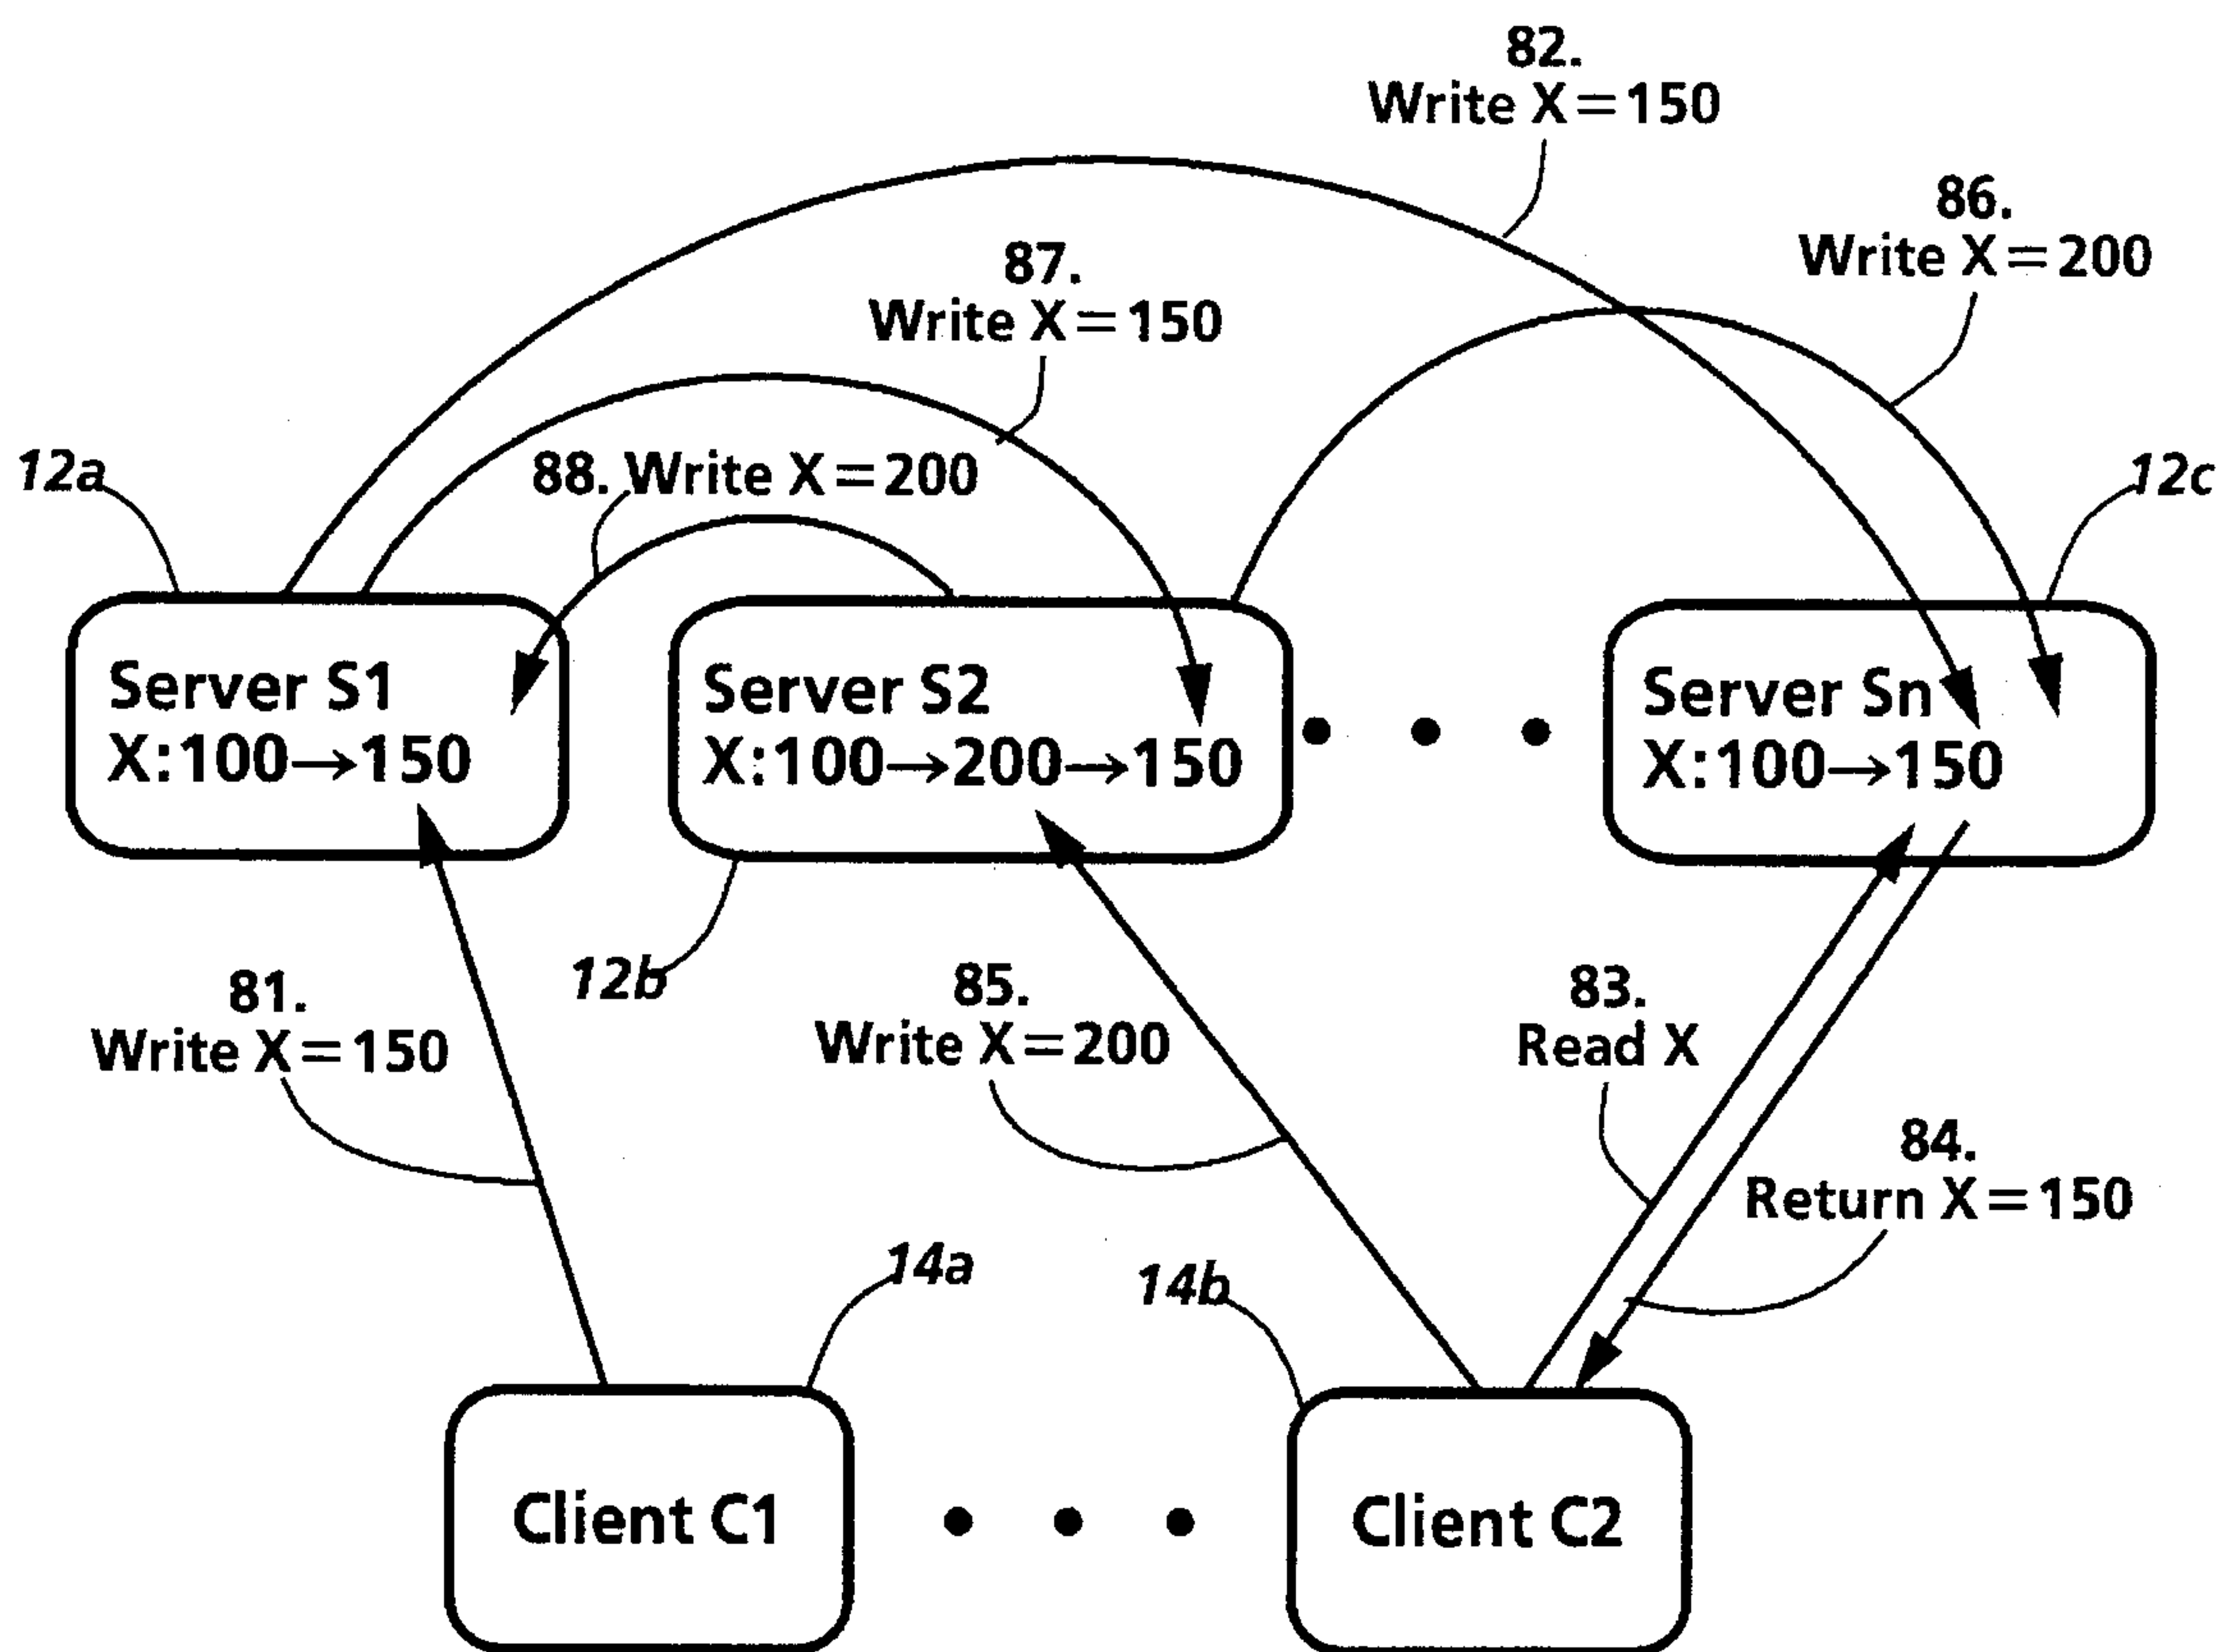 82.
Write X=150
86.
Write X=200
87.
Write X=150
12a
88. Write X=200
12c
Server S1
X:100→150
Server S2
X:100→200→150
Server Sn
X:100→150
12b
81.
Write X=150
85.
Write X=200
83.
Read X
84.
Return X=150
14a
14b
Client C1
Client C2